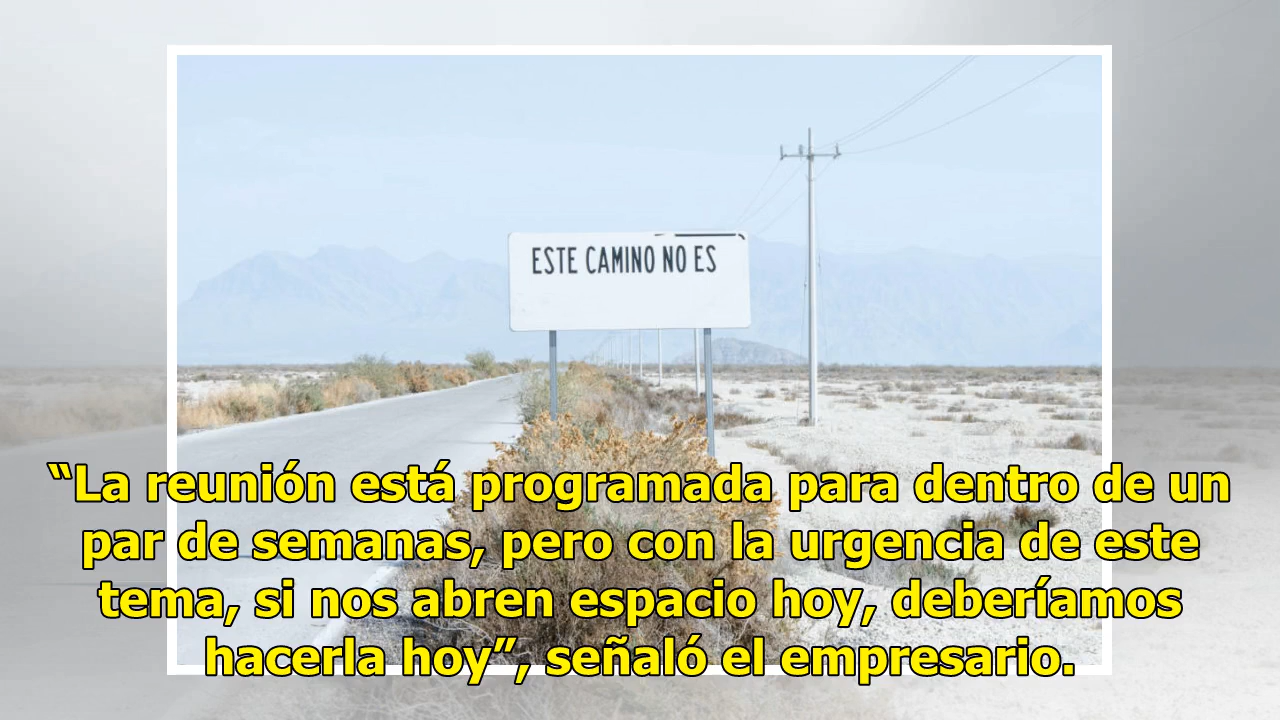 ESTE CAMINO NO ES
“La reunión está programada para dentro de un
par de semanas, pero con la urgencia de este
tema, si nos abren espacio hoy, deberíamos
hacerla hoy”, señaló el empresario.